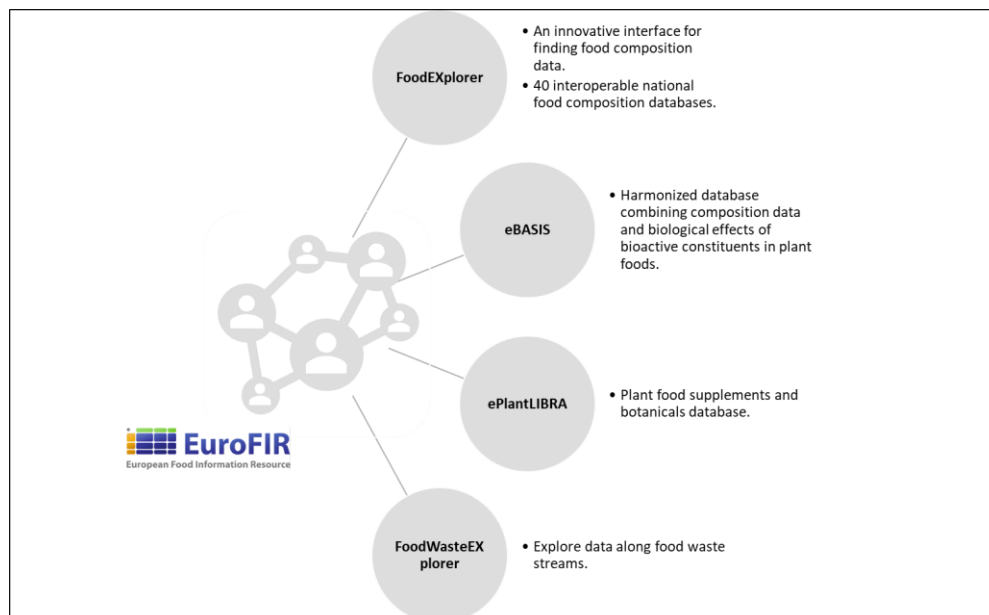 FoodEXplorer
• An innovative interface for
finding food composition
data.
• 40 interoperable national
food composition databases.
eBASIS
• Harmonized database
combining composition data
and biological effects of
bioactive constituents in plant
foods.
ePlantLIBRA
• Plant food supplements and
botanicals database.
EuroFIR
European Food Information Resource
FoodWasteEX
plorer
• Explore data along food waste
streams.